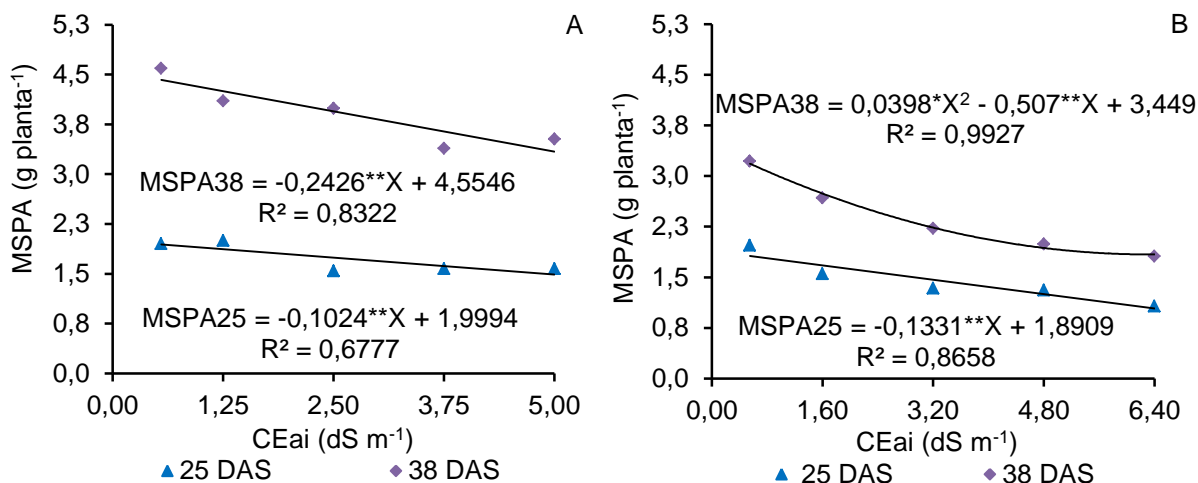 A
MSPA (g planta-1)
5,3
4,5
3,8
3,0
2,3
1,5
0,8
0,0
MSPA38 = -0,2426**X + 4,5546
R² = 0,8322
MSPA25 = -0,1024**X + 1,9994
R² = 0,6777
0,00 1,25 2,50 3,75 5,00
CEai (dS m-1)
25 DAS 38 DAS
B
MSPA (g planta-1)
5,3
4,5
3,8
3,0
2,3
1,5
0,8
0,0
MSPA38 = 0,0398*X² - 0,507**X + 3,449
R² = 0,9927
MSPA25 = -0,1331**X + 1,8909
R² = 0,8658
0,00 1,60 3,20 4,80 6,40
CEai (dS m-1)
25 DAS 38 DAS